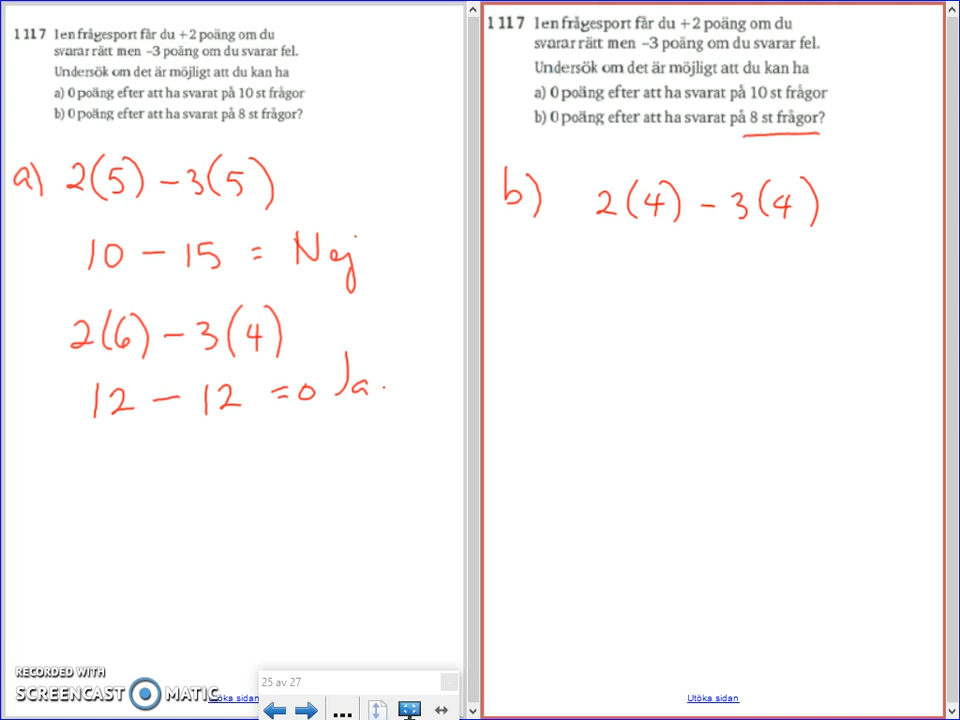 1117 I en frågesport får du +2 poäng om du
svarar rätt men –3 poäng om du svarar fel.
Undersök om det är möjligt att du kan ha
a) 0 poäng efter att ha svarat på 10 st frågor
b) 0 poäng efter att ha svarat på 8 st frågor?
a) 2(5) – 3(5)
10 – 15 = Nej
2(6) – 3(4)
12 – 12 = 0 Ja.
RECORDED WITH
SCREENCAST MATIC
Utöka sidan
25 av 27
...
1117 I en frågesport får du +2 poäng om du
svarar rätt men –3 poäng om du svarar fel.
Undersök om det är möjligt att du kan ha
a) 0 poäng efter att ha svarat på 10 st frågor
b) 0 poäng efter att ha svarat på 8 st frågor?
b) 2(4) – 3(4)
Utöka sidan